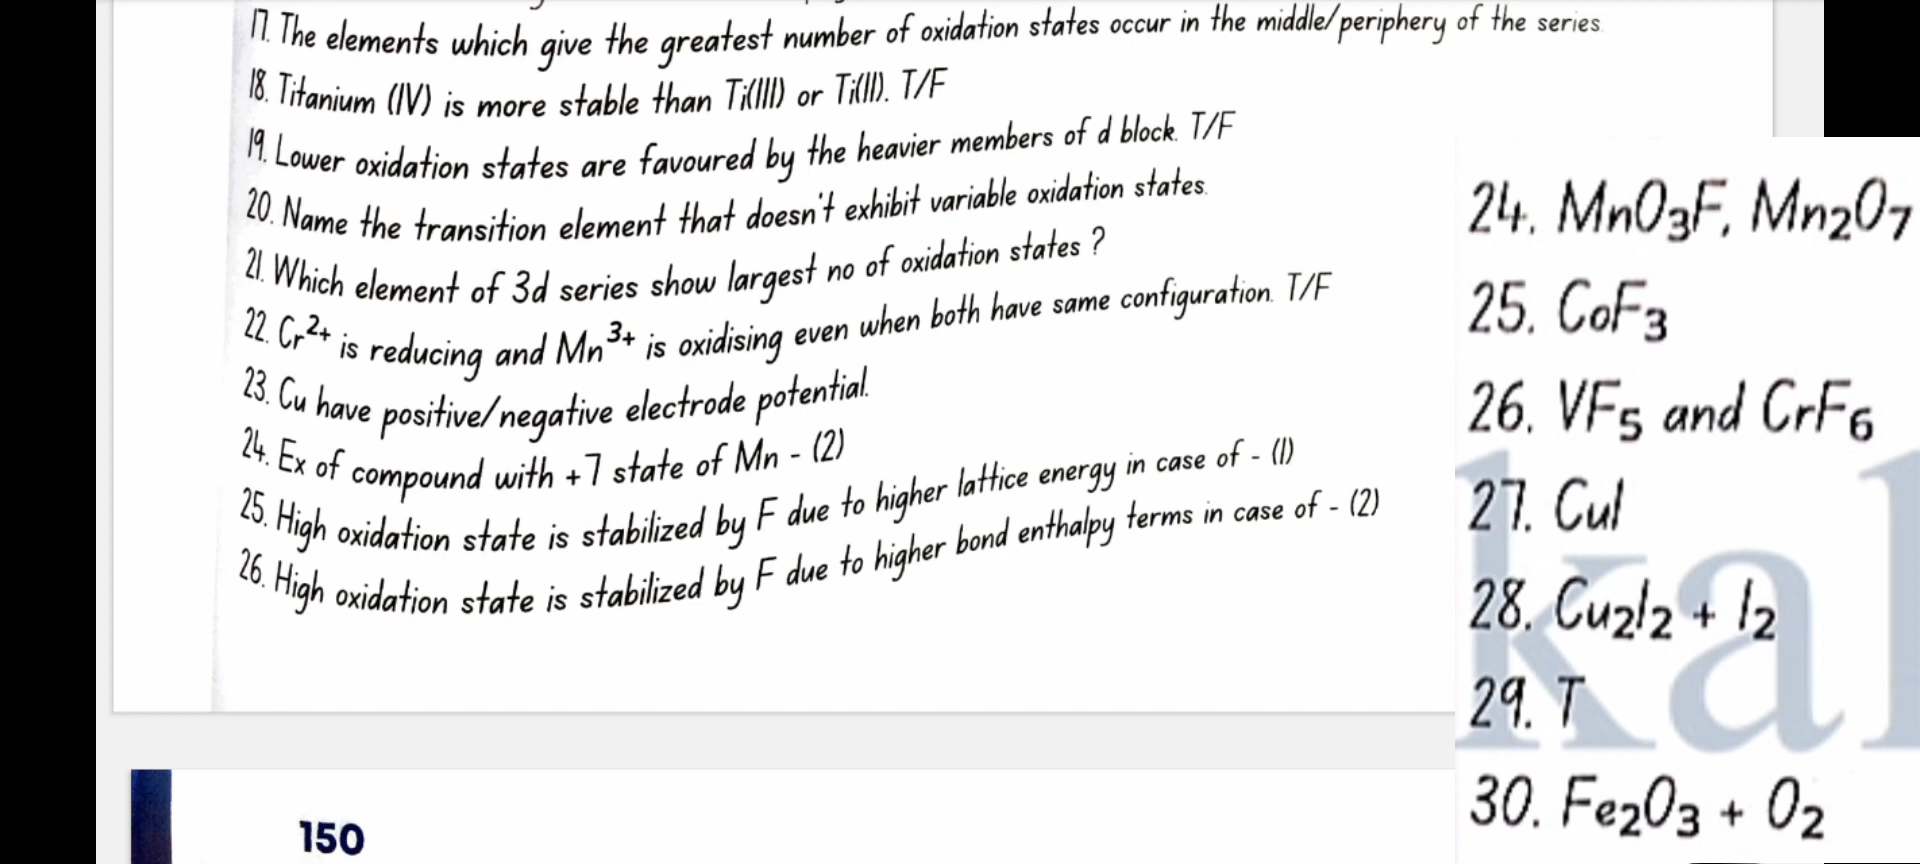 17. The elements which give the greatest number of oxidation states occur in the middle/periphery of the series.
18. Titanium (IV) is more stable than Ti(III) or Ti(II). T/F
19. Lower oxidation states are favoured by the heavier members of d block. T/F
20. Name the transition element that doesn't exhibit variable oxidation states.
21. Which element of 3d series show largest no of oxidation states ?
22. Cr²⁺ is reducing and Mn³⁺ is oxidising even when both have same configuration. T/F
23. Cu have positive/negative electrode potential.
24. Ex of compound with +7 state of Mn - (2)
25. High oxidation state is stabilized by F due to higher lattice energy in case of - (1)
26. High oxidation state is stabilized by F due to higher bond enthalpy terms in case of - (2)
150
24. MnO₃F, Mn₂O₇
25. CoF₃
26. VF₅ and CrF₆
27. CuI
28. Cu₂I₂ + I₂
29. T
30. Fe₂O₃ + O₂